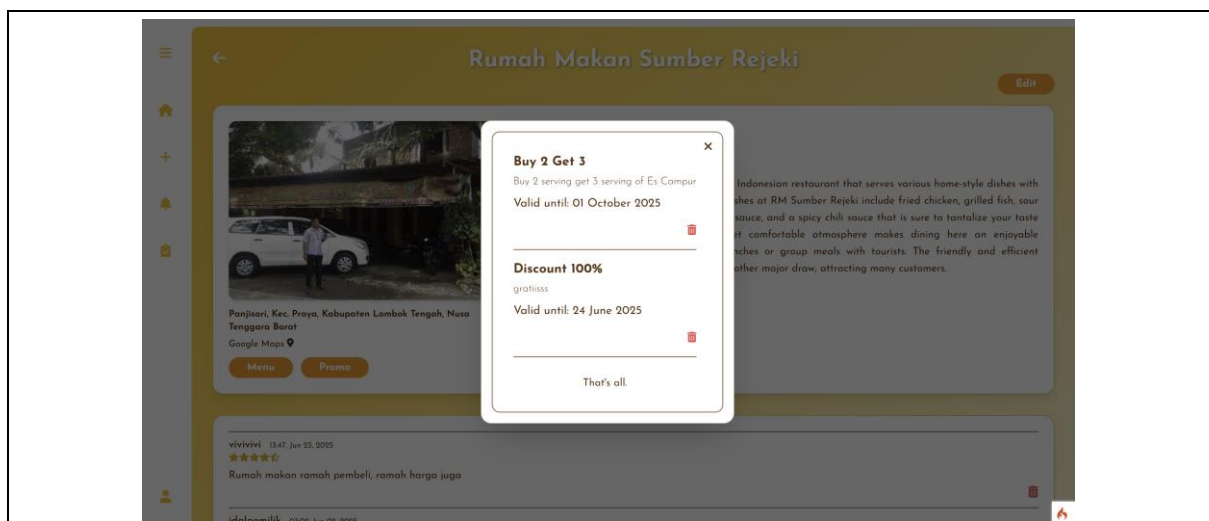 Rumah Makan Sumber Rejeki
Edit
Buy 2 Get 3
Buy 2 serving get 3 serving of Es Campur
Valid until: 01 October 2025
Discount 100%
gratiisss
Valid until: 24 June 2025
That's all.
Indonesian restaurant that serves various home-style dishes with
shes at RM Sumber Rejeki include fried chicken, grilled fish, sour
sauce, and a spicy chili sauce that is sure to tantalize your taste
et comfortable atmosphere makes dining here an enjoyable
nches or group meals with tourists. The friendly and efficient
other major draw, attracting many customers.
Panjisari, Kec. Praya, Kabupaten Lombok Tengah, Nusa
Tenggara Barat
Google Maps
Menu Promo
vivivivi 13:47, Jun 23, 2025
Rumah makan ramah pembeli, ramah harga juga